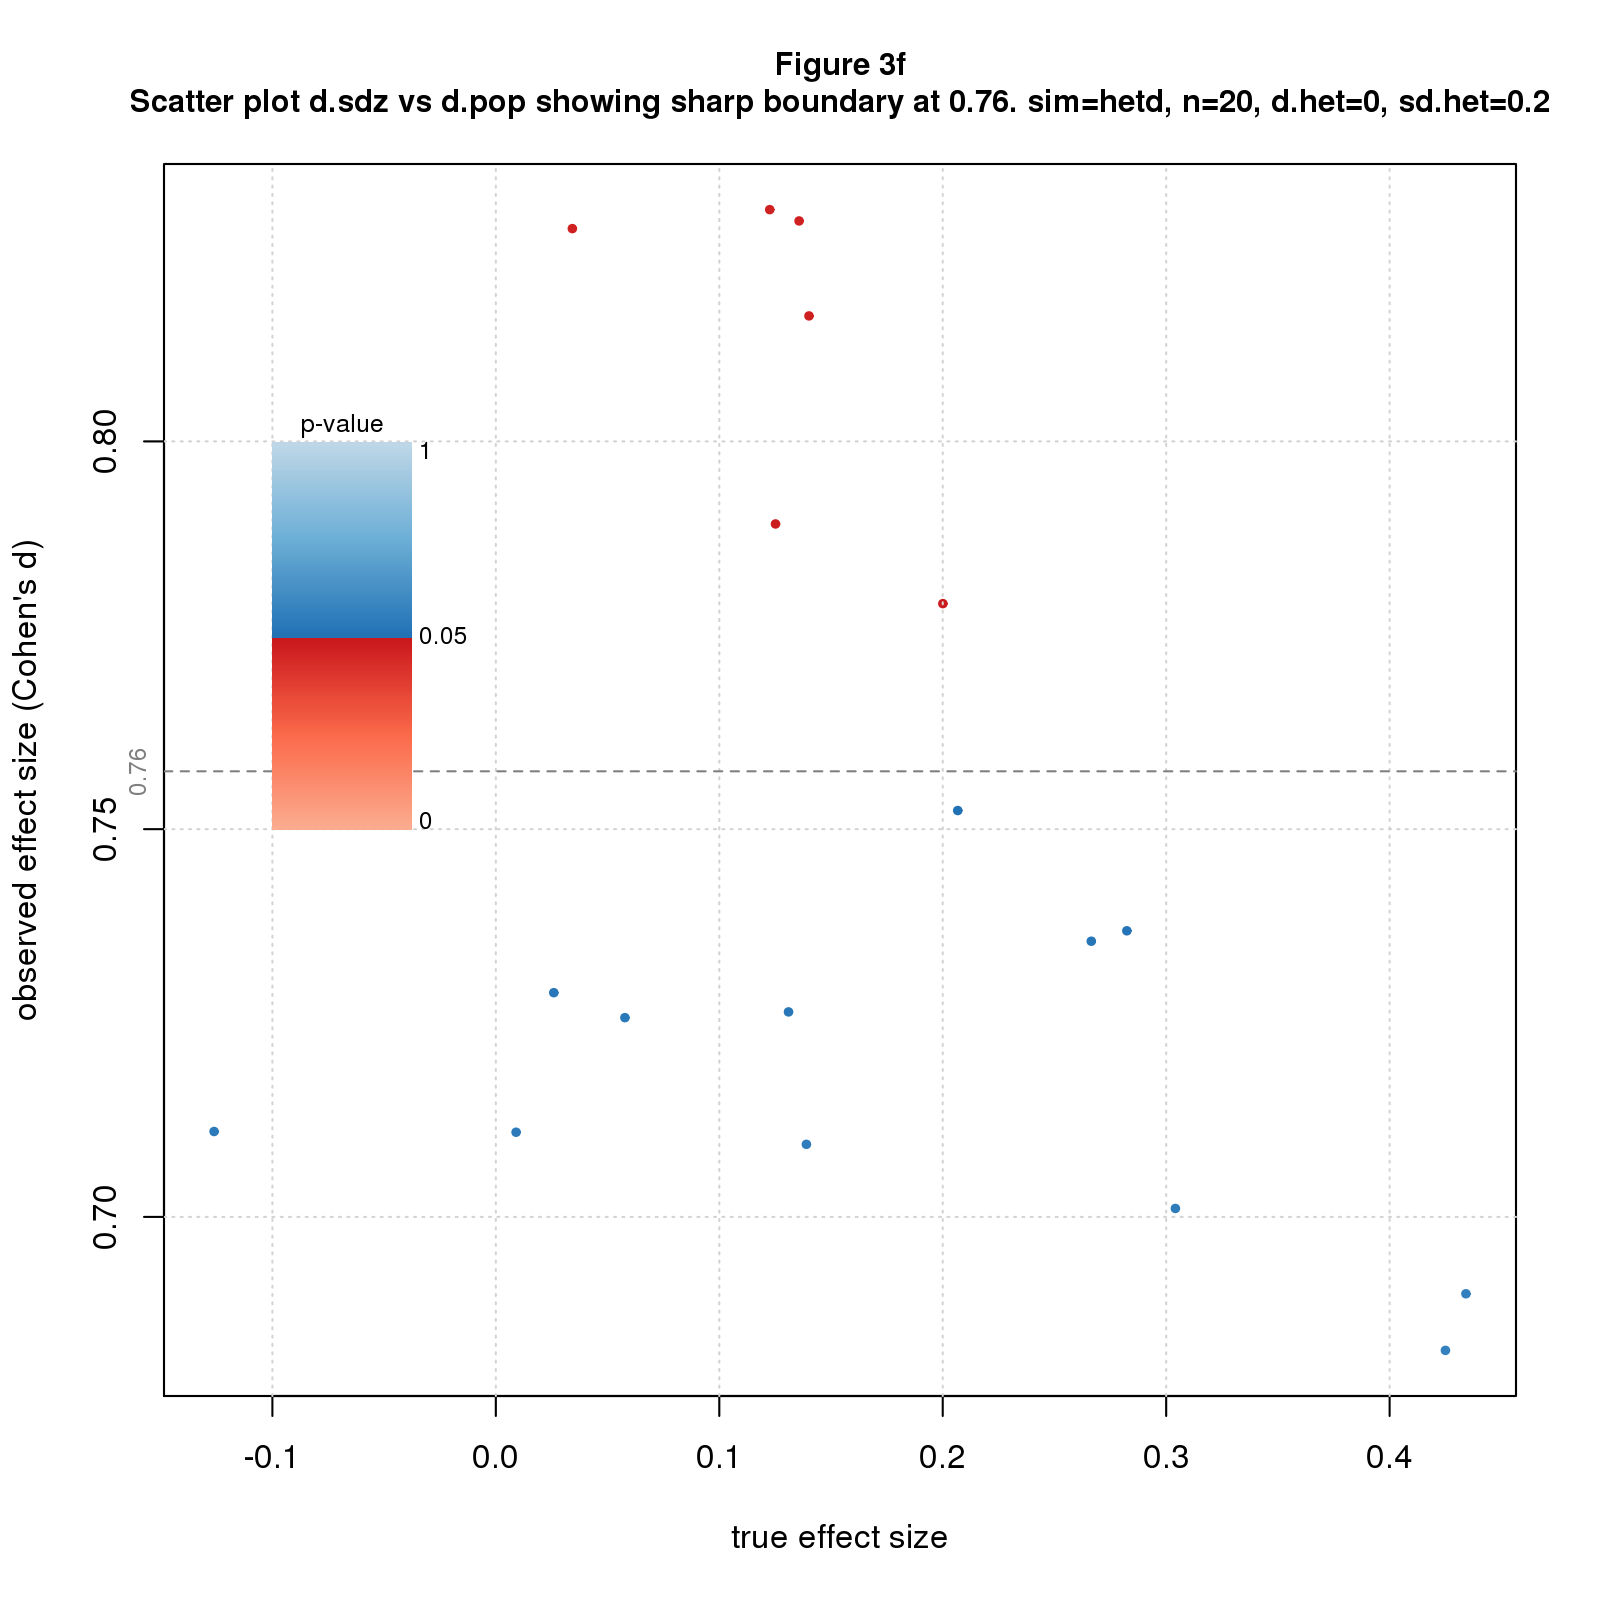 Figure 3f
Scatter plot d.sdz vs d.pop showing sharp boundary at 0.76. sim=hetd, n=20, d.het=0, sd.het=0.2
observed effect size (Cohen's d)
0.80
0.76
0.75
0.70
p-value
1
0.05
0
-0.1
0.0
0.1
0.2
0.3
0.4
true effect size